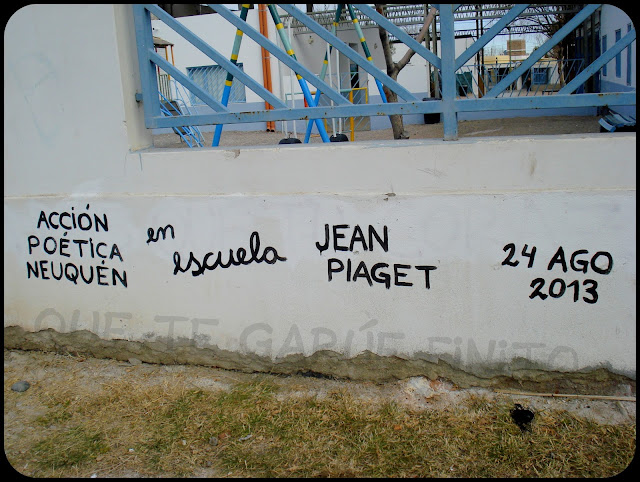 ACCIÓN
POÉTICA
NEUQUÉN
en
escuela
JEAN
PIAGET
24 AGO
2013
QUE TE GARÚE FiNiTO